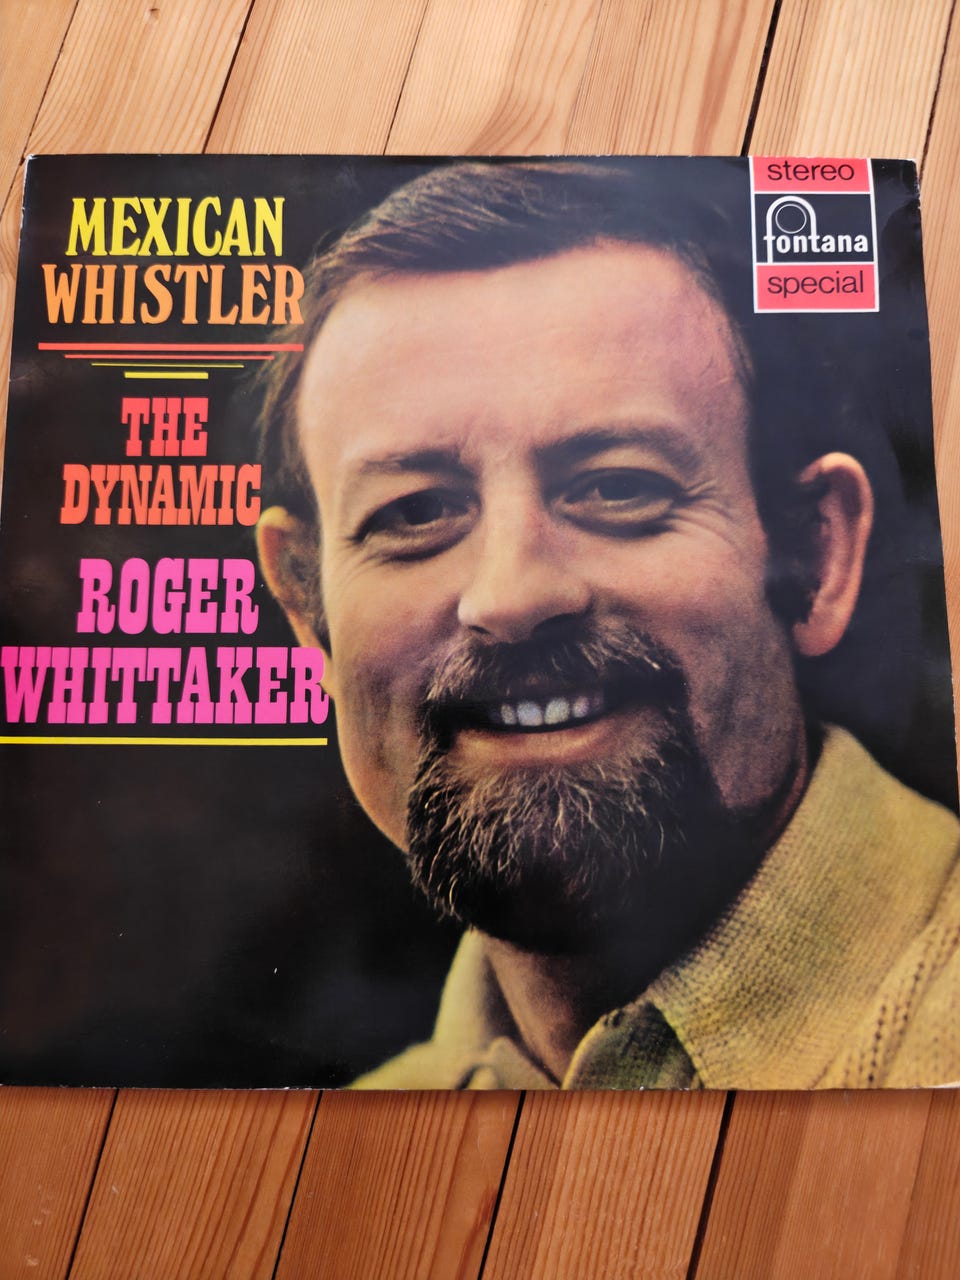 MEXICAN
WHISTLER
THE
DYNAMIC
ROGER
WHITTAKER
stereo
fontana
special